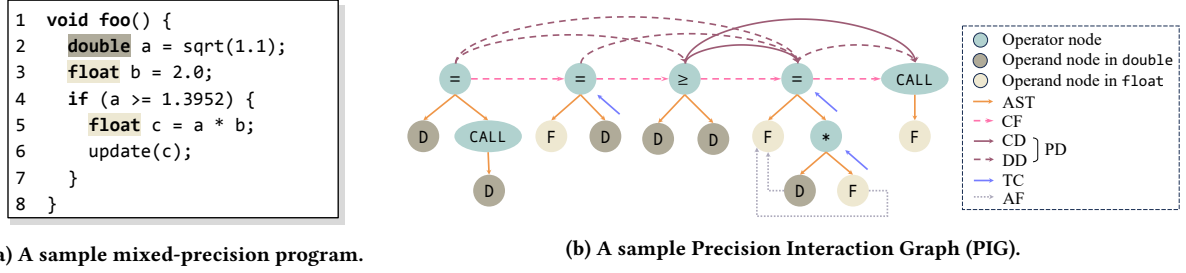 1 void foo() {
2 double a = sqrt(1.1);
3 float b = 2.0;
4 if (a >= 1.3952) {
5 float c = a * b;
6 update(c);
7 }
8 }
a) A sample mixed-precision program.
= = ≥ = CALL
D CALL F D D D F * F
D D F
Operator node
Operand node in double
Operand node in float
AST
CF
CD
DD
PD
TC
AF
(b) A sample Precision Interaction Graph (PIG).